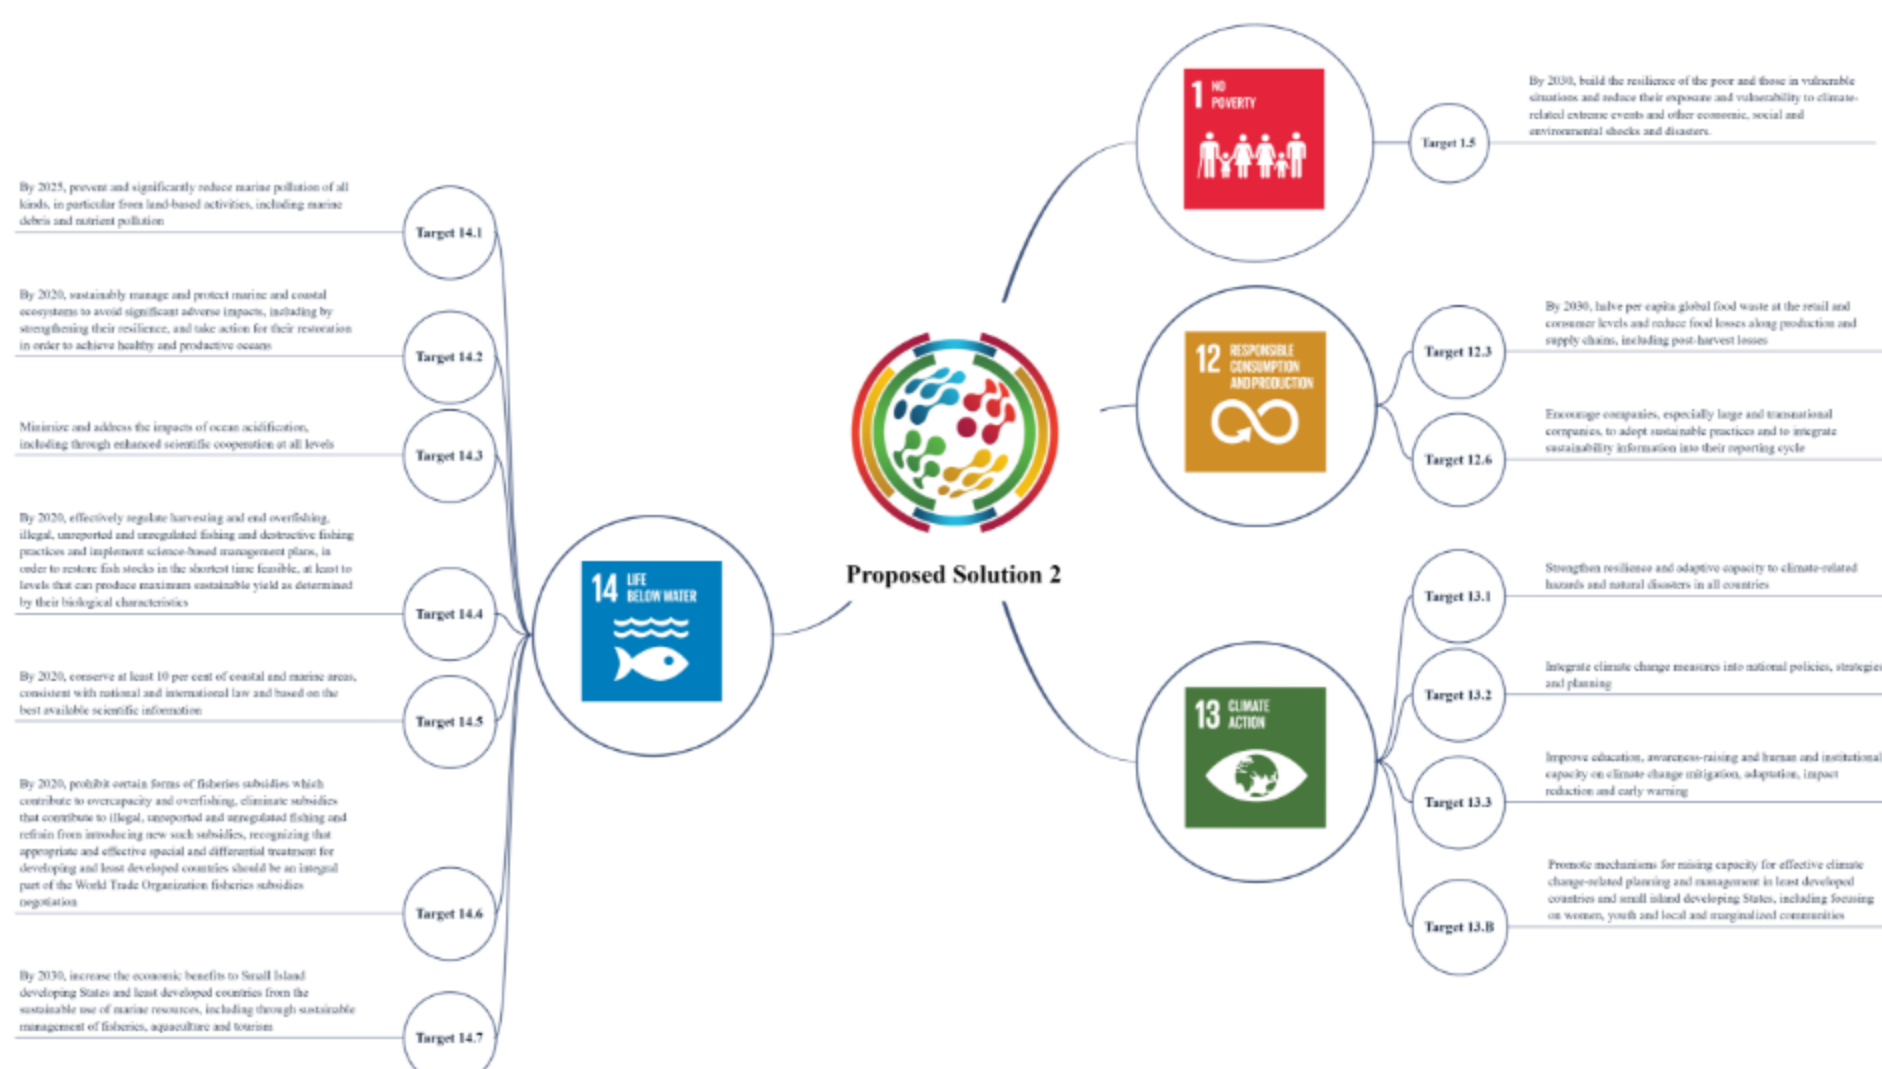 By 2025, prevent and significantly reduce marine pollution of all
kinds, in particular from land-based activities, including marine
debris and nutrient pollution
Target 14.1
By 2020, sustainably manage and protect marine and coastal
ecosystems to avoid significant adverse impacts, including by
strengthening their resilience, and take action for their restoration
in order to achieve healthy and productive oceans
Target 14.2
Minimize and address the impacts of ocean acidification,
including through enhanced scientific cooperation at all levels
Target 14.3
By 2020, effectively regulate harvesting and end overfishing,
illegal, unreported and unregulated fishing and destructive fishing
practices and implement science-based management plans, in
order to restore fish stocks in the shortest time feasible, at least to
levels that can produce maximum sustainable yield as determined
by their biological characteristics
Target 14.4
By 2020, conserve at least 10 per cent of coastal and marine areas,
consistent with national and international law and based on the
best available scientific information
Target 14.5
By 2020, prohibit certain forms of fisheries subsidies which
contribute to overcapacity and overfishing, eliminate subsidies
that contribute to illegal, unreported and unregulated fishing and
refrain from introducing new such subsidies, recognizing that
appropriate and effective special and differential treatment for
developing and least developed countries should be an integral
part of the World Trade Organization fisheries subsidies
negotiation
Target 14.6
By 2030, increase the economic benefits to Small Island
developing States and least developed countries from the
sustainable use of marine resources, including through sustainable
management of fisheries, aquaculture and tourism
Target 14.7
14 LIFE
BELOW WATER
Proposed Solution 2
1 NO
POVERTY
Target 1.5
By 2030, build the resilience of the poor and those in vulnerable
situations and reduce their exposure and vulnerability to climate-
related extreme events and other economic, social and
environmental shocks and disasters.
12 RESPONSIBLE
CONSUMPTION
AND PRODUCTION
Target 12.3
By 2030, halve per capita global food waste at the retail and
consumer levels and reduce food losses along production and
supply chains, including post-harvest losses
Target 12.6
Encourage companies, especially large and transnational
companies, to adopt sustainable practices and to integrate
sustainability information into their reporting cycle
13 CLIMATE
ACTION
Target 13.1
Strengthen resilience and adaptive capacity to climate-related
hazards and natural disasters in all countries
Target 13.2
Integrate climate change measures into national policies, strategies
and planning
Target 13.3
Improve education, awareness-raising and human and institutional
capacity on climate change mitigation, adaptation, impact
reduction and early warning
Target 13.B
Promote mechanisms for raising capacity for effective climate
change-related planning and management in least developed
countries and small island developing States, including focusing
on women, youth and local and marginalized communities